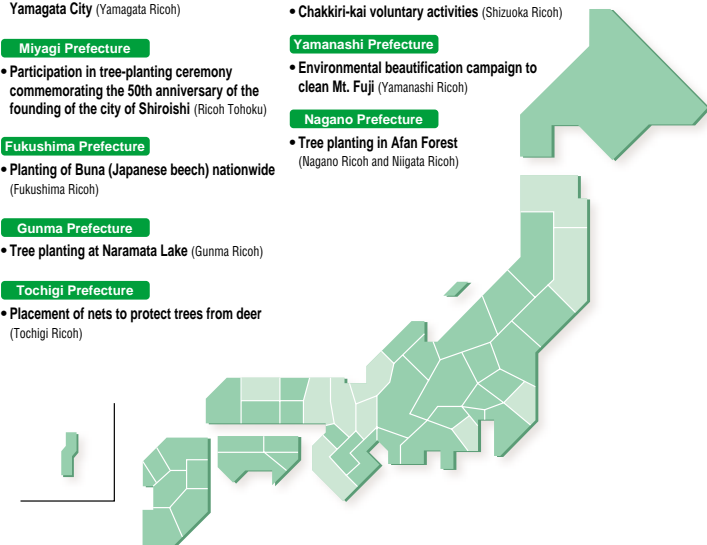 Yamagata City (Yamagata Ricoh)
Miyagi Prefecture
• Participation in tree-planting ceremony
commemorating the 50th anniversary of the
founding of the city of Shiroishi (Ricoh Tohoku)
Fukushima Prefecture
• Planting of Buna (Japanese beech) nationwide
(Fukushima Ricoh)
Gunma Prefecture
• Tree planting at Naramata Lake (Gunma Ricoh)
Tochigi Prefecture
• Placement of nets to protect trees from deer
(Tochigi Ricoh)
• Chakkiri-kai voluntary activities (Shizuoka Ricoh)
Yamanashi Prefecture
• Environmental beautification campaign to
clean Mt. Fuji (Yamanashi Ricoh)
Nagano Prefecture
• Tree planting in Afan Forest
(Nagano Ricoh and Niigata Ricoh)